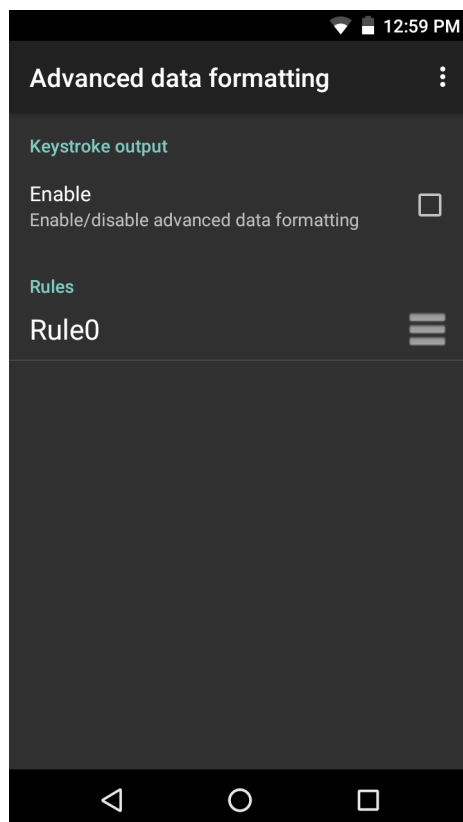 12:59 PM
Advanced data formatting
Keystroke output
Enable
Enable/disable advanced data formatting
Rules
Rule0